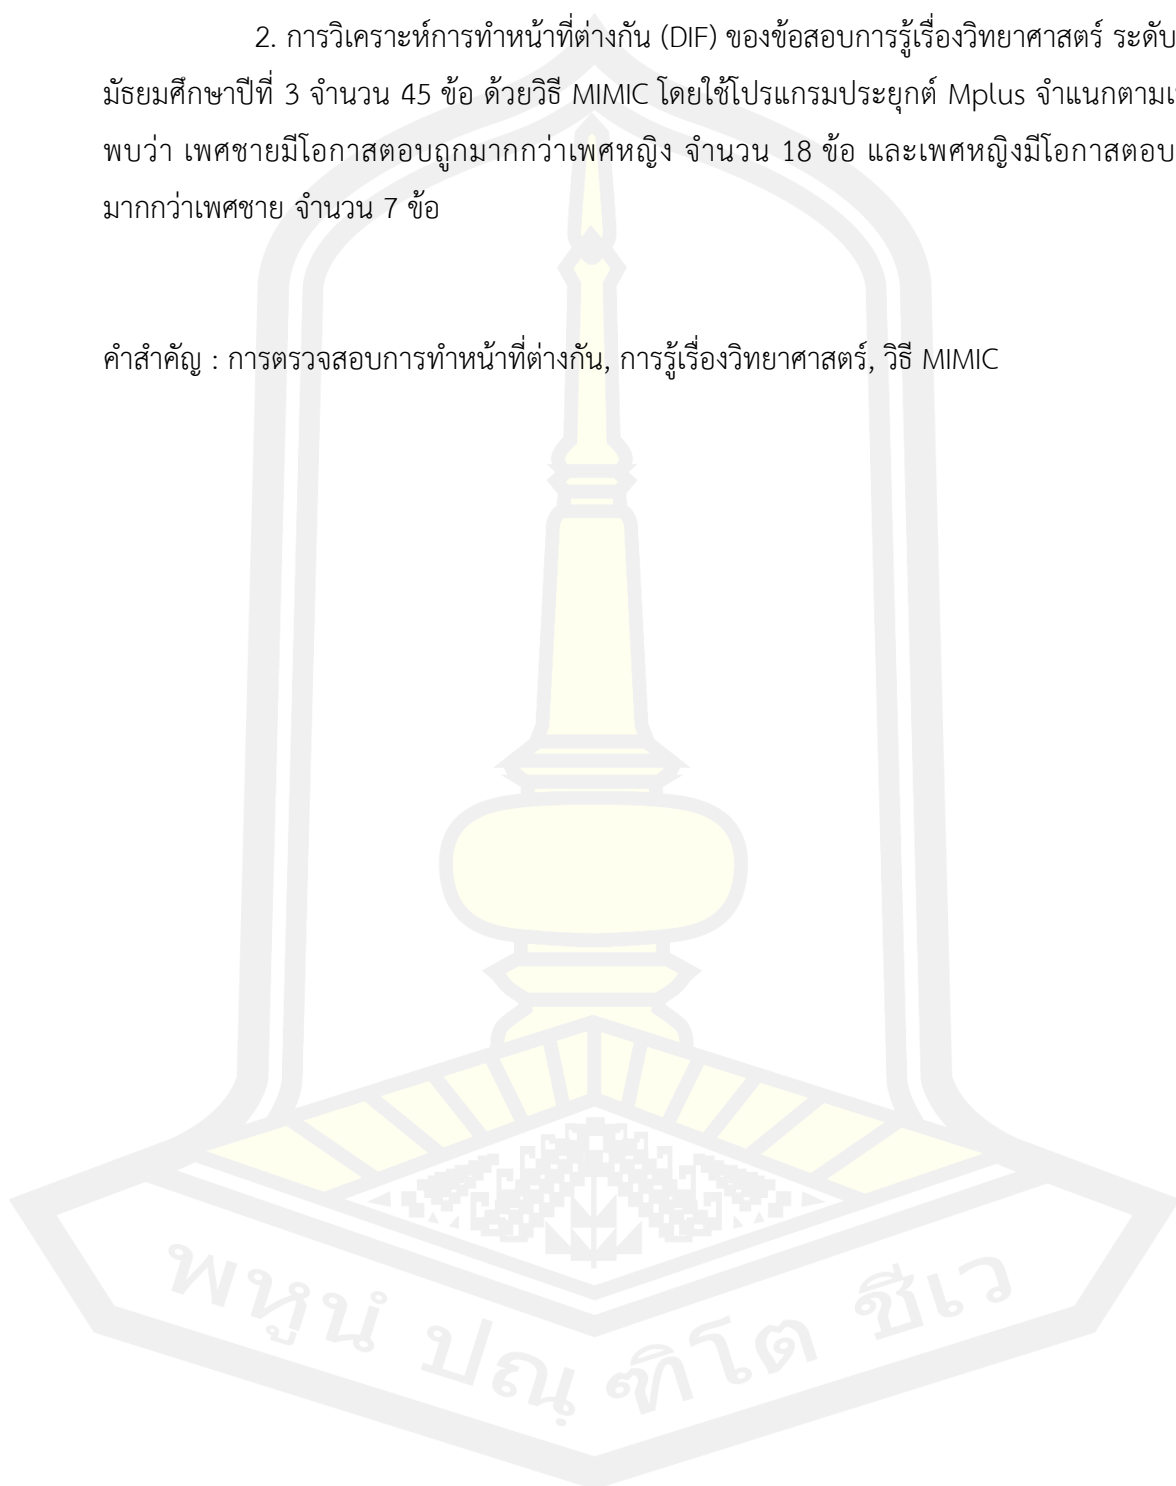 2. การวิเคราะห์การทำหน้าที่ต่างกัน (DIF) ของข้อสอบการรู้เรื่องวิทยาศาสตร์ ระดับ
มัธยมศึกษาปีที่ 3 จำนวน 45 ข้อ ด้วยวิธี MIMIC โดยใช้โปรแกรมประยุกต์ Mplus จำแนกตาม
พบว่า เพศชายมีโอกาสตอบถูกมากกว่าเพศหญิง จำนวน 18 ข้อ และเพศหญิงมีโอกาสตอบ
มากกว่าเพศชาย จำนวน 7 ข้อ
คำสำคัญ : การตรวจสอบการทำหน้าที่ต่างกัน, การรู้เรื่องวิทยาศาสตร์, วิธี MIMIC
พหูนํ ปณฺฑิโต ชีเว